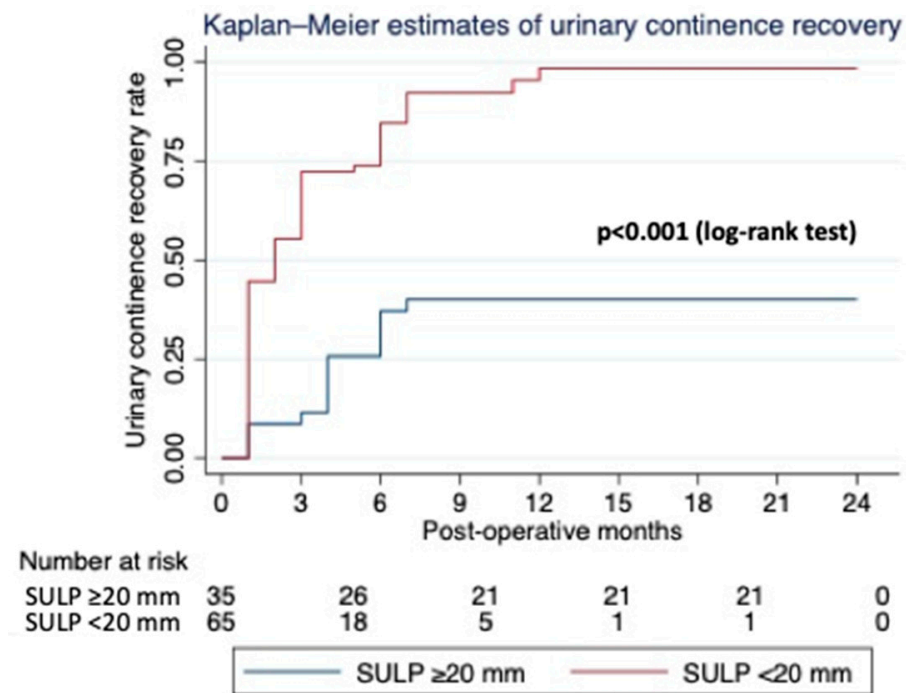 Kaplan–Meier estimates of urinary continence recovery
Urinary continence recovery rate
1.00
0.75
0.50
0.25
0.00
p<0.001 (log-rank test)
0 3 6 9 12 15 18 21 24
Post-operative months
Number at risk
SULP ≥20 mm 35 26 21 21 21 0
SULP <20 mm 65 18 5 1 1 0
SULP ≥20 mm SULP <20 mm